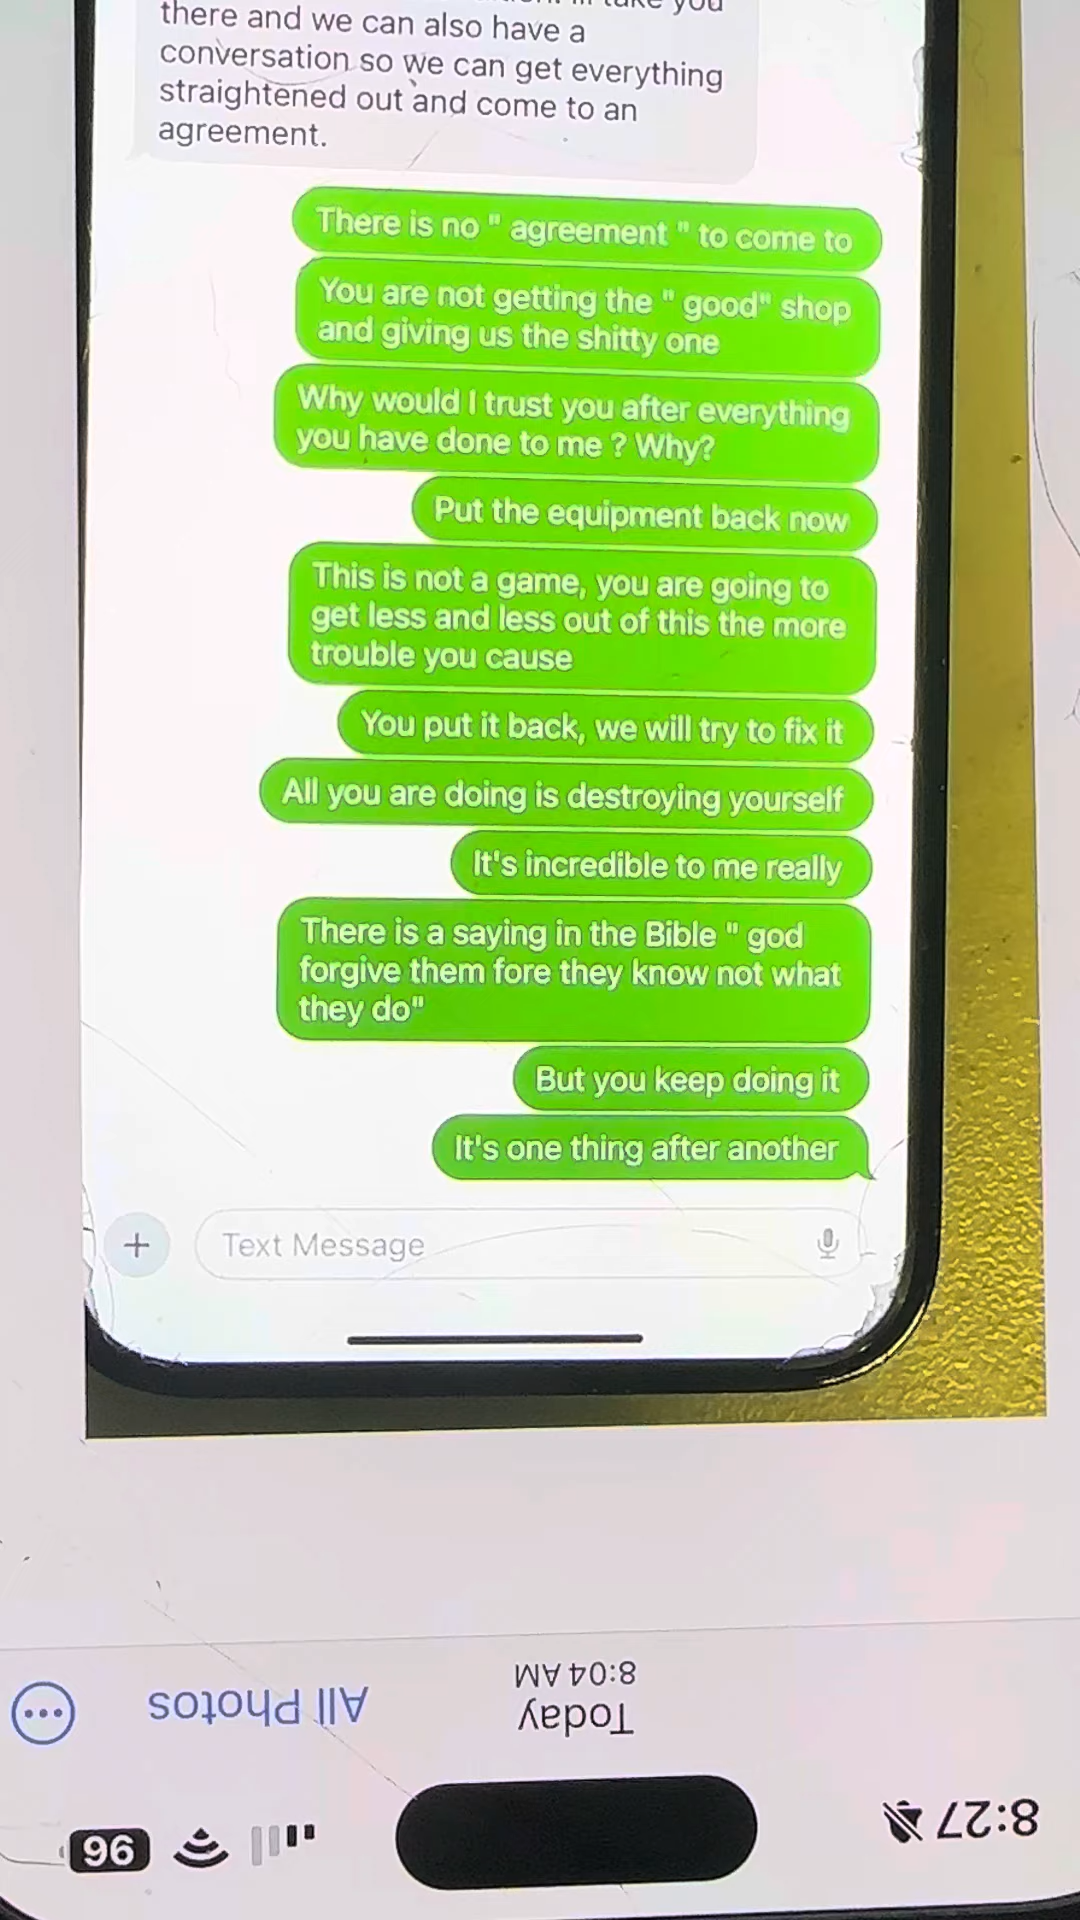 you
there and we can also have a
conversation so we can get everything
straightened out and come to an
agreement.
There is no " agreement " to come to
You are not getting the " good" shop
and giving us the shitty one
Why would I trust you after everything
you have done to me ? Why?
Put the equipment back now
This is not a game, you are going to
get less and less out of this the more
trouble you cause
You put it back, we will try to fix it
All you are doing is destroying yourself
It's incredible to me really
There is a saying in the Bible " god
forgive them fore they know not what
they do"
But you keep doing it
It's one thing after another
Text Message
8:04 AM
Today
All Photos
8:27
96